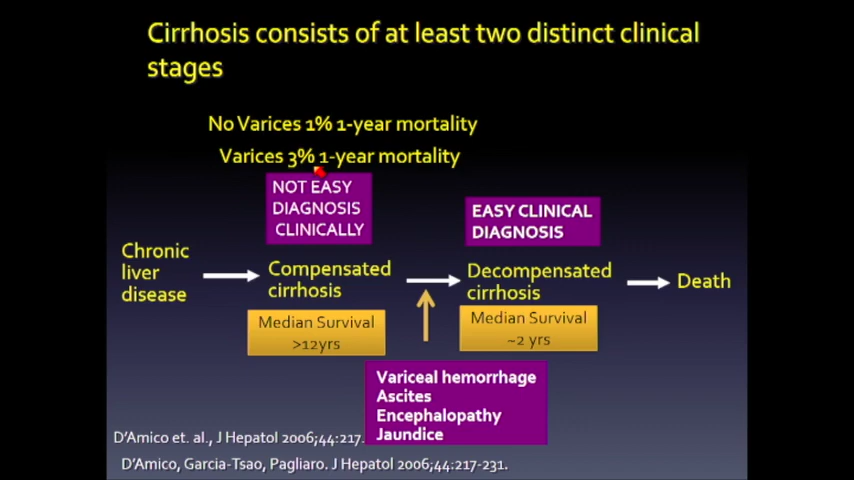 Cirrhosis consists of at least two distinct clinical
stages
No Varices 1% 1-year mortality
Varices 3% 1-year mortality
NOT EASY
DIAGNOSIS
CLINICALLY
EASY CLINICAL
DIAGNOSIS
Chronic
liver
disease
Compensated
cirrhosis
Decompensated
cirrhosis
Death
Median Survival
>12yrs
Median Survival
~2 yrs
Variceal hemorrhage
Ascites
Encephalopathy
Jaundice
D'Amico et. al., J Hepatol 2006;44:217.
D'Amico, Garcia-Tsao, Pagliaro. J Hepatol 2006;44:217-231.